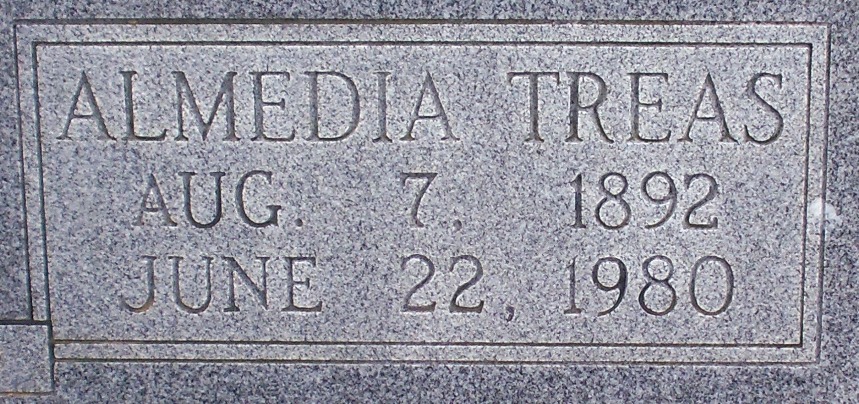 ALMEDIA TREAS
AUG. 7, 1892
JUNE 22, 1980